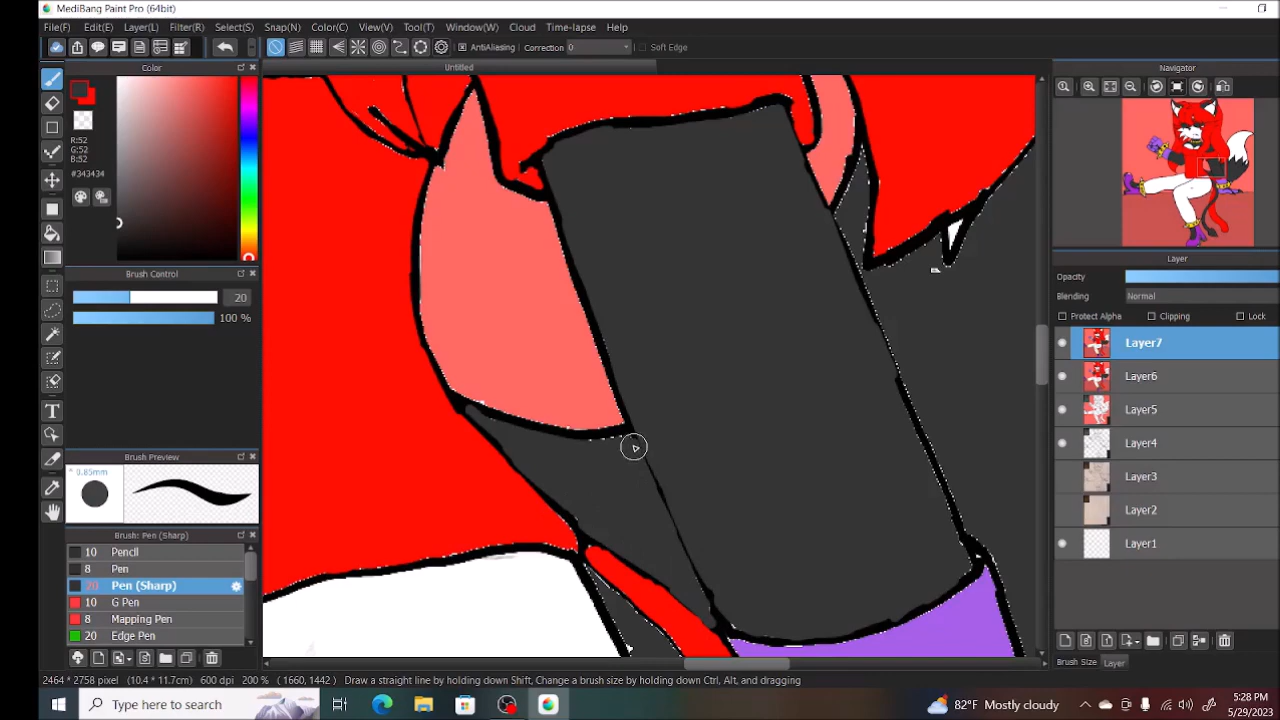 MediBang Paint Pro (64bit)
File(F) Edit(E) Layer(L) Filter(R) Select(S) Snap(N) Color(C) View(V) Tool(T) Window(W) Cloud Time-lapse Help
AntiAliasing Correction 0 Soft Edge
Color
Untitled
Navigator
R:52
G:52
B:52
#343434
Brush Control
20
100 %
Layer
Opacity
Blending Normal
Protect Alpha Clipping Lock
Layer7
Layer6
Layer5
Layer4
Layer3
Layer2
Layer1
Brush Preview
0.85mm
Brush: Pen (Sharp)
10 Pencil
8 Pen
20 Pen (Sharp)
10 G Pen
8 Mapping Pen
20 Edge Pen
Brush Size Layer
2464 * 2758 pixel (10.4 * 11.7cm) 600 dpi 200 % (1660, 1442) Draw a straight line by holding down Shift, Change a brush size by holding down Ctrl, Alt, and dragging
Type here to search
82°F Mostly cloudy
5:28 PM
5/29/2023